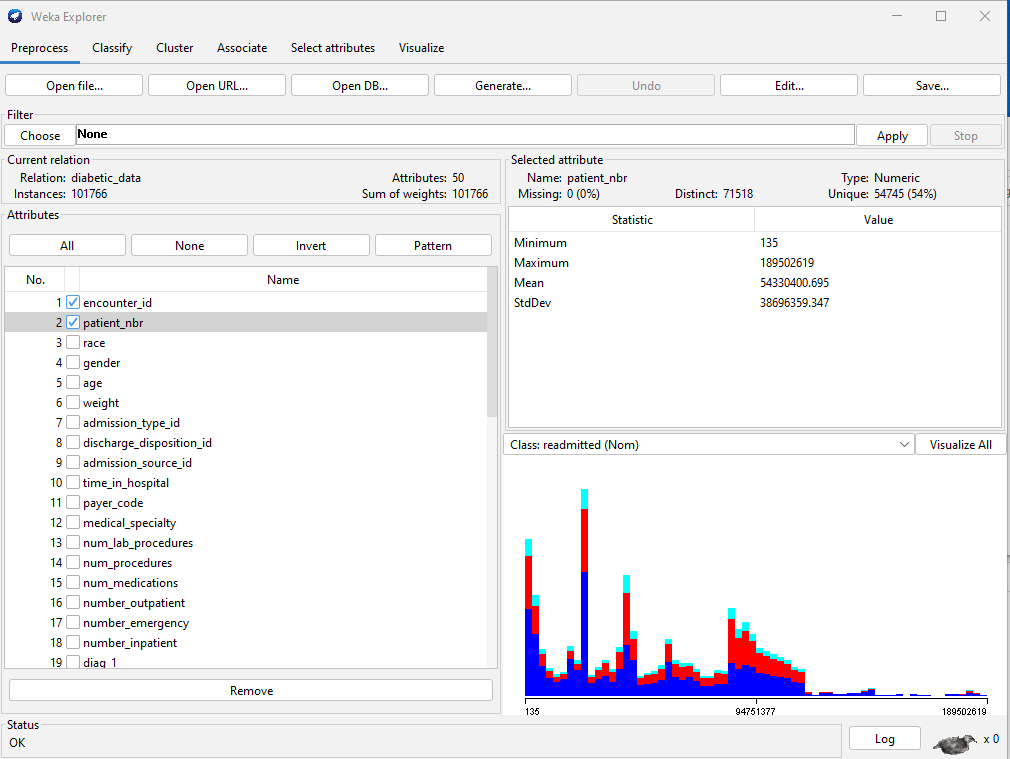 Weka Explorer
Preprocess Classify Cluster Associate Select attributes Visualize
Open file... Open URL... Open DB... Generate... Undo Edit... Save...
Filter
Choose None Apply Stop
Current relation
Relation: diabetic_data Attributes: 50
Instances: 101766 Sum of weights: 101766
Attributes
All None Invert Pattern
No. Name
1 encounter_id
2 patient_nbr
3 race
4 gender
5 age
6 weight
7 admission_type_id
8 discharge_disposition_id
9 admission_source_id
10 time_in_hospital
11 payer_code
12 medical_specialty
13 num_lab_procedures
14 num_procedures
15 num_medications
16 number_outpatient
17 number_emergency
18 number_inpatient
19 diag_1
Remove
Selected attribute
Name: patient_nbr Type: Numeric
Missing: 0 (0%) Distinct: 71518 Unique: 54745 (54%)
Statistic Value
Minimum 135
Maximum 189502619
Mean 54330400.695
StdDev 38696359.347
Class: readmitted (Nom) Visualize All
135 94751377 189502619
Status
OK
Log x 0